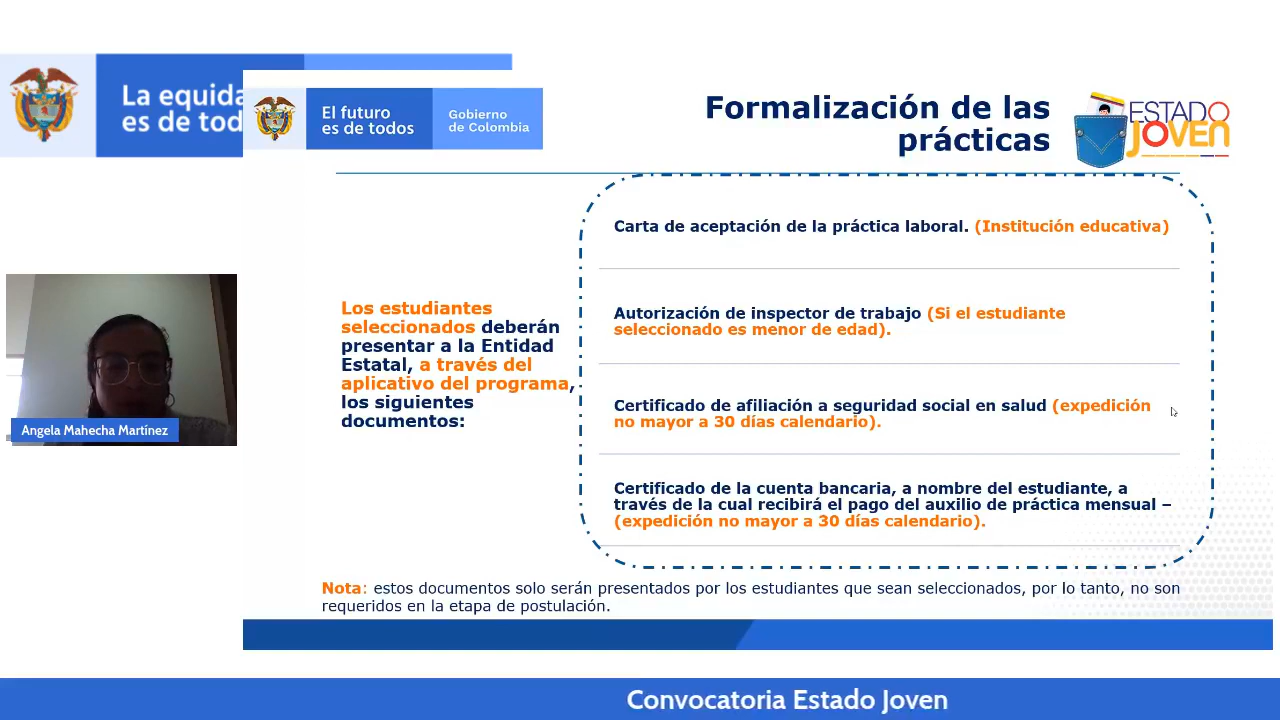 La equida
es de tod
El futuro
es de todos
Gobierno
de Colombia
Formalización de las
prácticas
ESTADO
JOVEN
Carta de aceptación de la práctica laboral. (Institución educativa)
Los estudiantes
seleccionados deberán
presentar a la Entidad
Estatal, a través del
aplicativo del programa,
los siguientes
documentos:
Autorización de inspector de trabajo (Si el estudiante
seleccionado es menor de edad).
Certificado de afiliación a seguridad social en salud (expedición
no mayor a 30 días calendario).
Certificado de la cuenta bancaria, a nombre del estudiante, a
través de la cual recibirá el pago del auxilio de práctica mensual –
(expedición no mayor a 30 días calendario).
Angela Mahecha Martínez
Nota: estos documentos solo serán presentados por los estudiantes que sean seleccionados, por lo tanto, no son
requeridos en la etapa de postulación.
Convocatoria Estado Joven